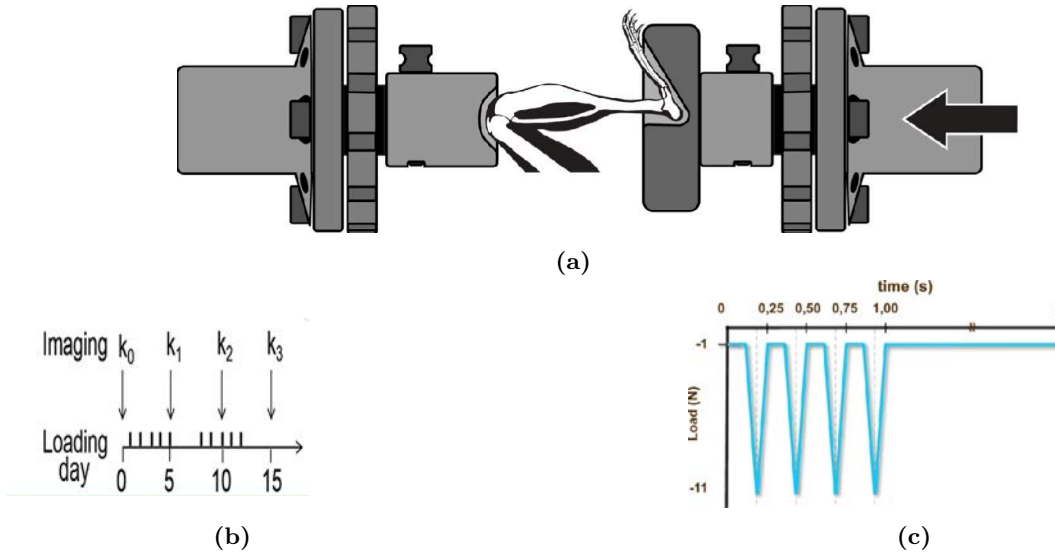 (a)
Imaging k0 k1 k2 k3
Loading
day 0 5 10 15
(b)
time (s)
0 0,25 0,50 0,75 1,00
-1
Load (N)
-11
(c)